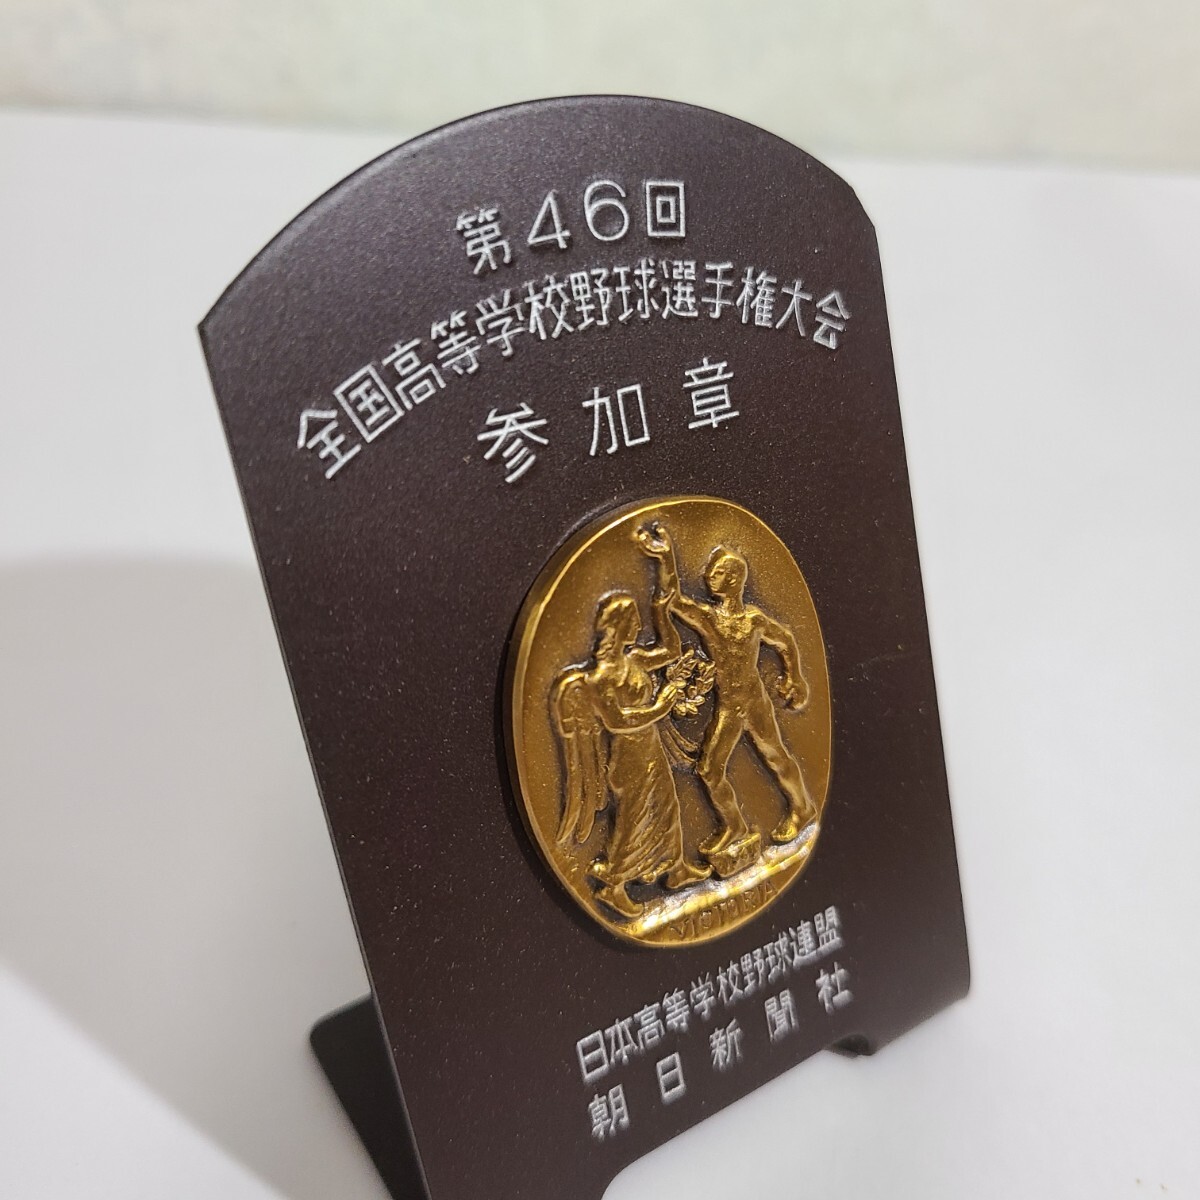 第46回
全国高等学校野球選手権大会
参加章
VICTORIA
日本高等学校野球連盟
朝日新聞社